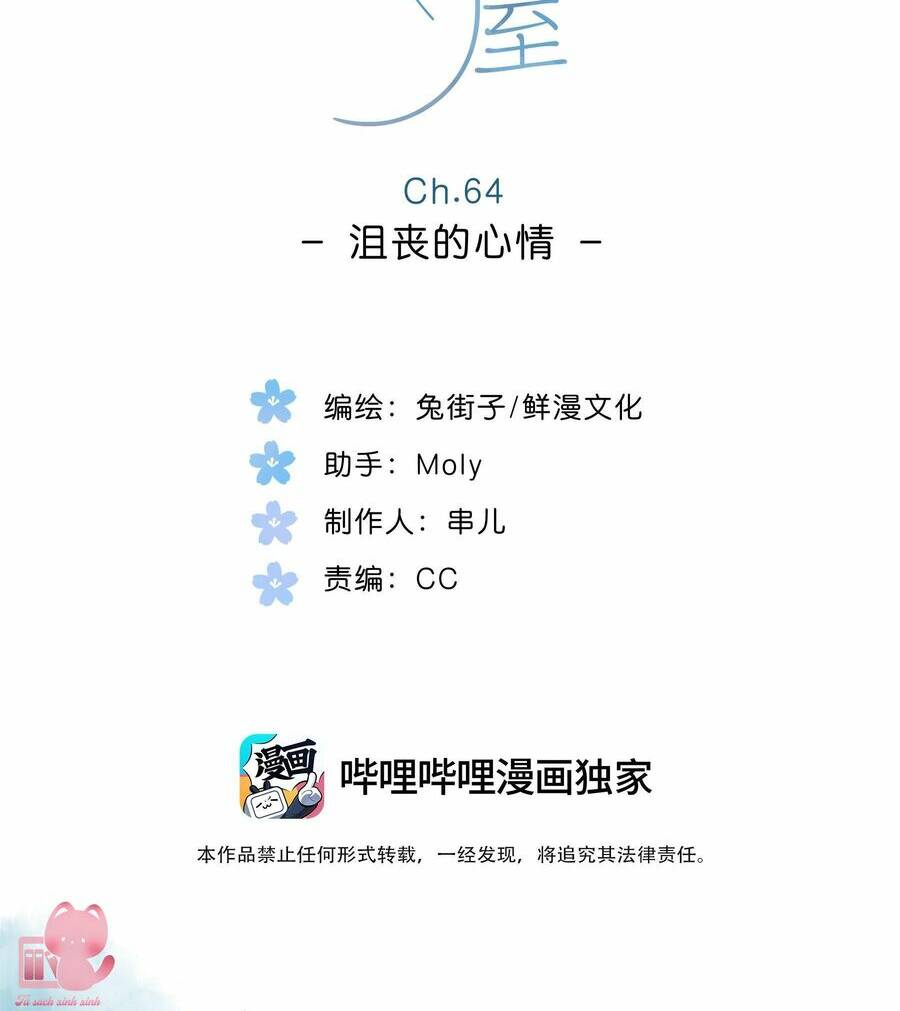 屋
Ch.64
- 沮丧的心情 -
编绘：兔街子/鲜漫文化
助手：Moly
制作人：串儿
责编：CC
漫画
哔哩哔哩漫画独家
本作品禁止任何形式转载，一经发现，将追究其法律责任。
Tủ sách xinh xinh